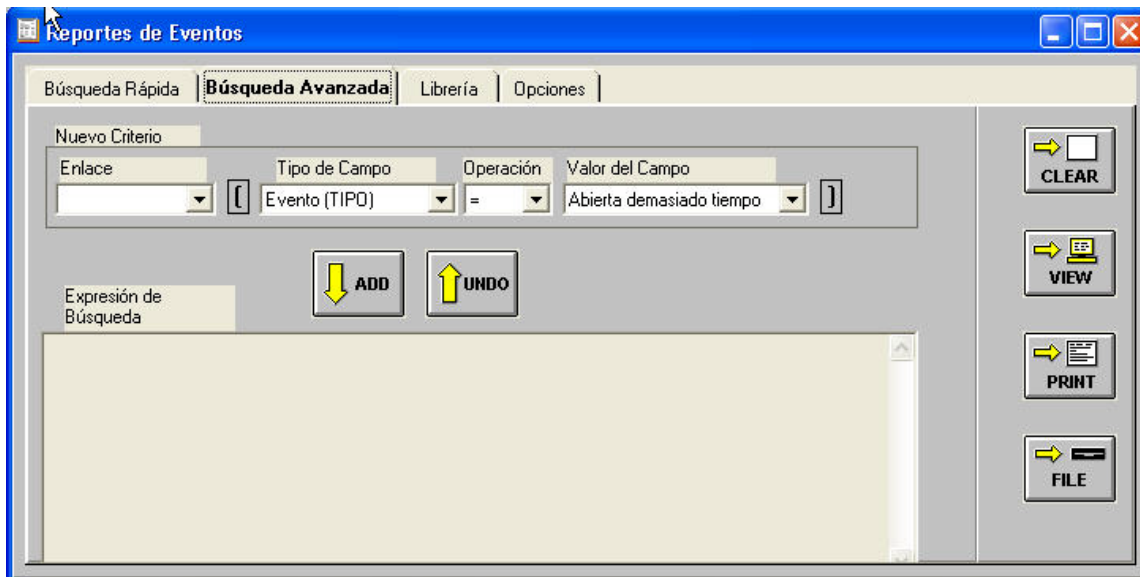 Reportes de Eventos
Búsqueda Rápida Búsqueda Avanzada Librería Opciones
Nuevo Criterio
Enlace Tipo de Campo Operación Valor del Campo
[ Evento (TIPO) = Abierta demasiado tiempo ]
ADD UNDO
Expresión de
Búsqueda
CLEAR
VIEW
PRINT
FILE